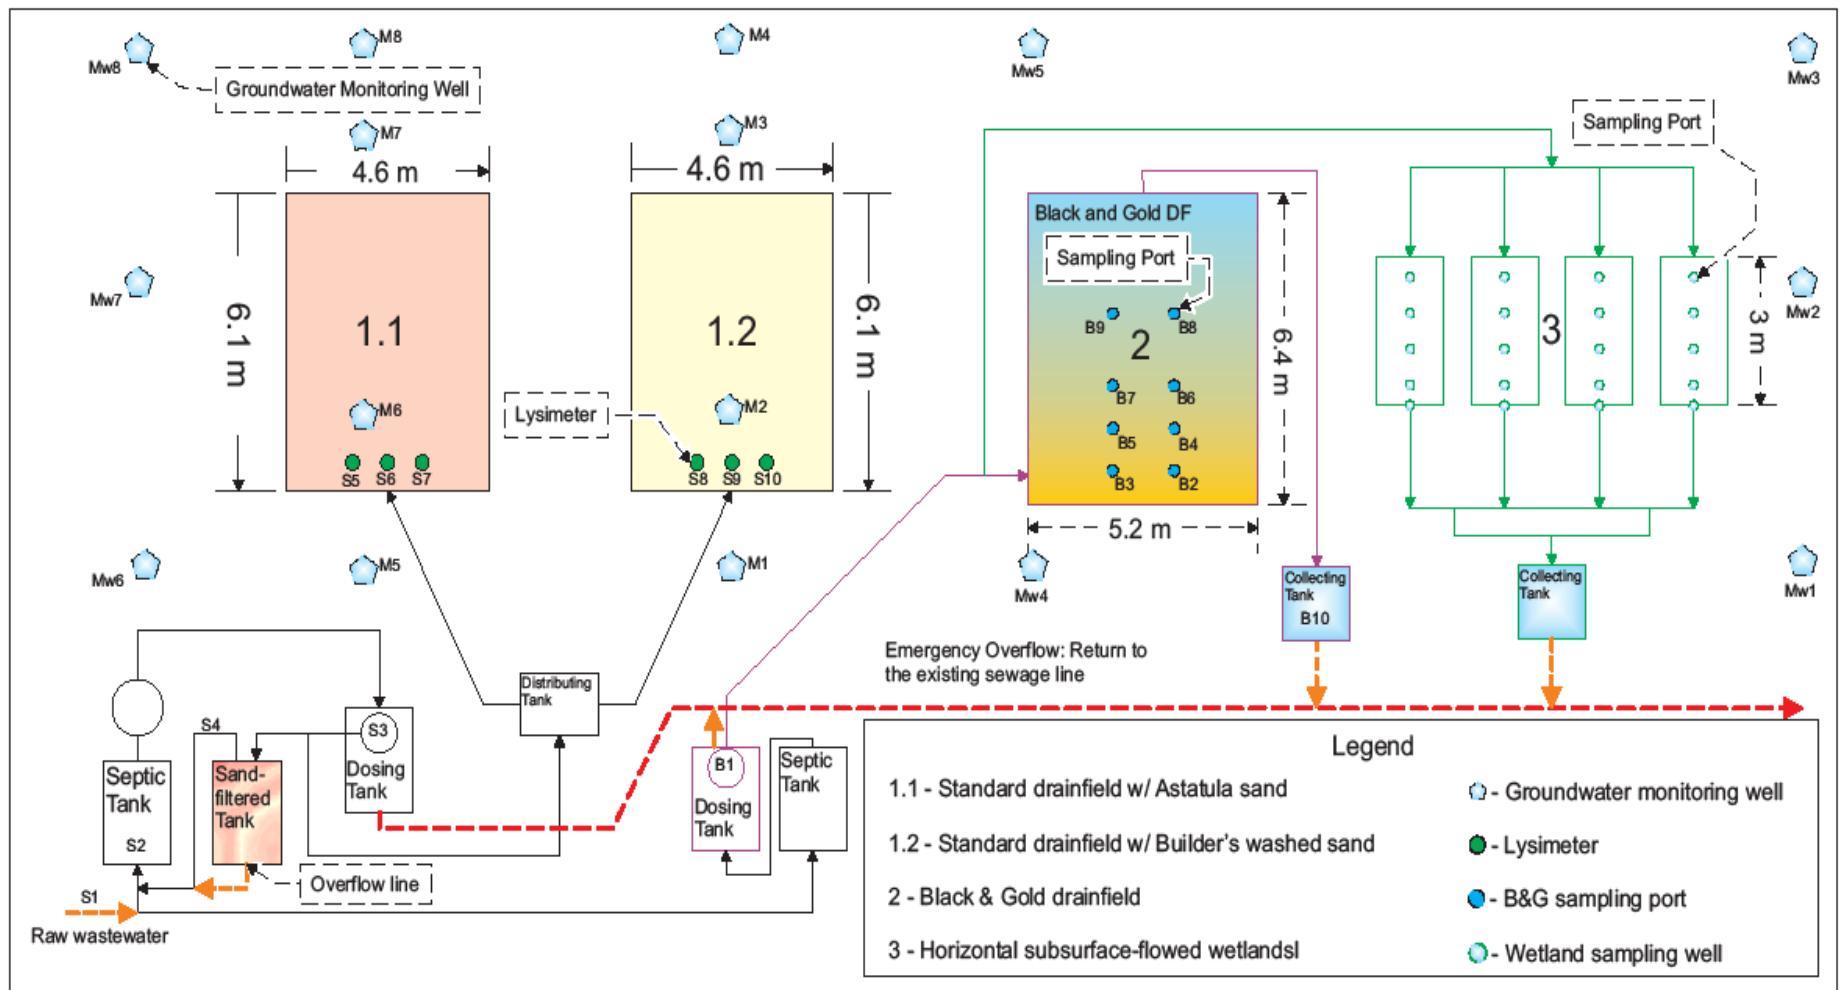 M8
M4
Mw8
Mw5
Mw3
Groundwater Monitoring Well
M7
M3
Sampling Port
4.6 m
4.6 m
Black and Gold DF
Sampling Port
Mw7
6.1 m
1.1
1.2
6.1 m
B9
B8
2
6.4 m
3
3 m
Mw2
M6
Lysimeter
M2
B7
B6
B5
B4
S5
S6
S7
S8
S9
S10
B3
B2
5.2 m
Mw6
M5
M1
Mw4
Mw1
Collecting
Tank
B10
Collecting
Tank
Emergency Overflow: Return to
the existing sewage line
Distributing
Tank
S4
S3
Dosing
Tank
Septic
Tank
S2
Sand-
filtered
Tank
B1
Dosing
Tank
Septic
Tank
Overflow line
S1
Raw wastewater
Legend
1.1 - Standard drainfield w/ Astatula sand
1.2 - Standard drainfield w/ Builder's washed sand
2 - Black & Gold drainfield
3 - Horizontal subsurface-flowed wetlandsl
- Groundwater monitoring well
- Lysimeter
- B&G sampling port
- Wetland sampling well